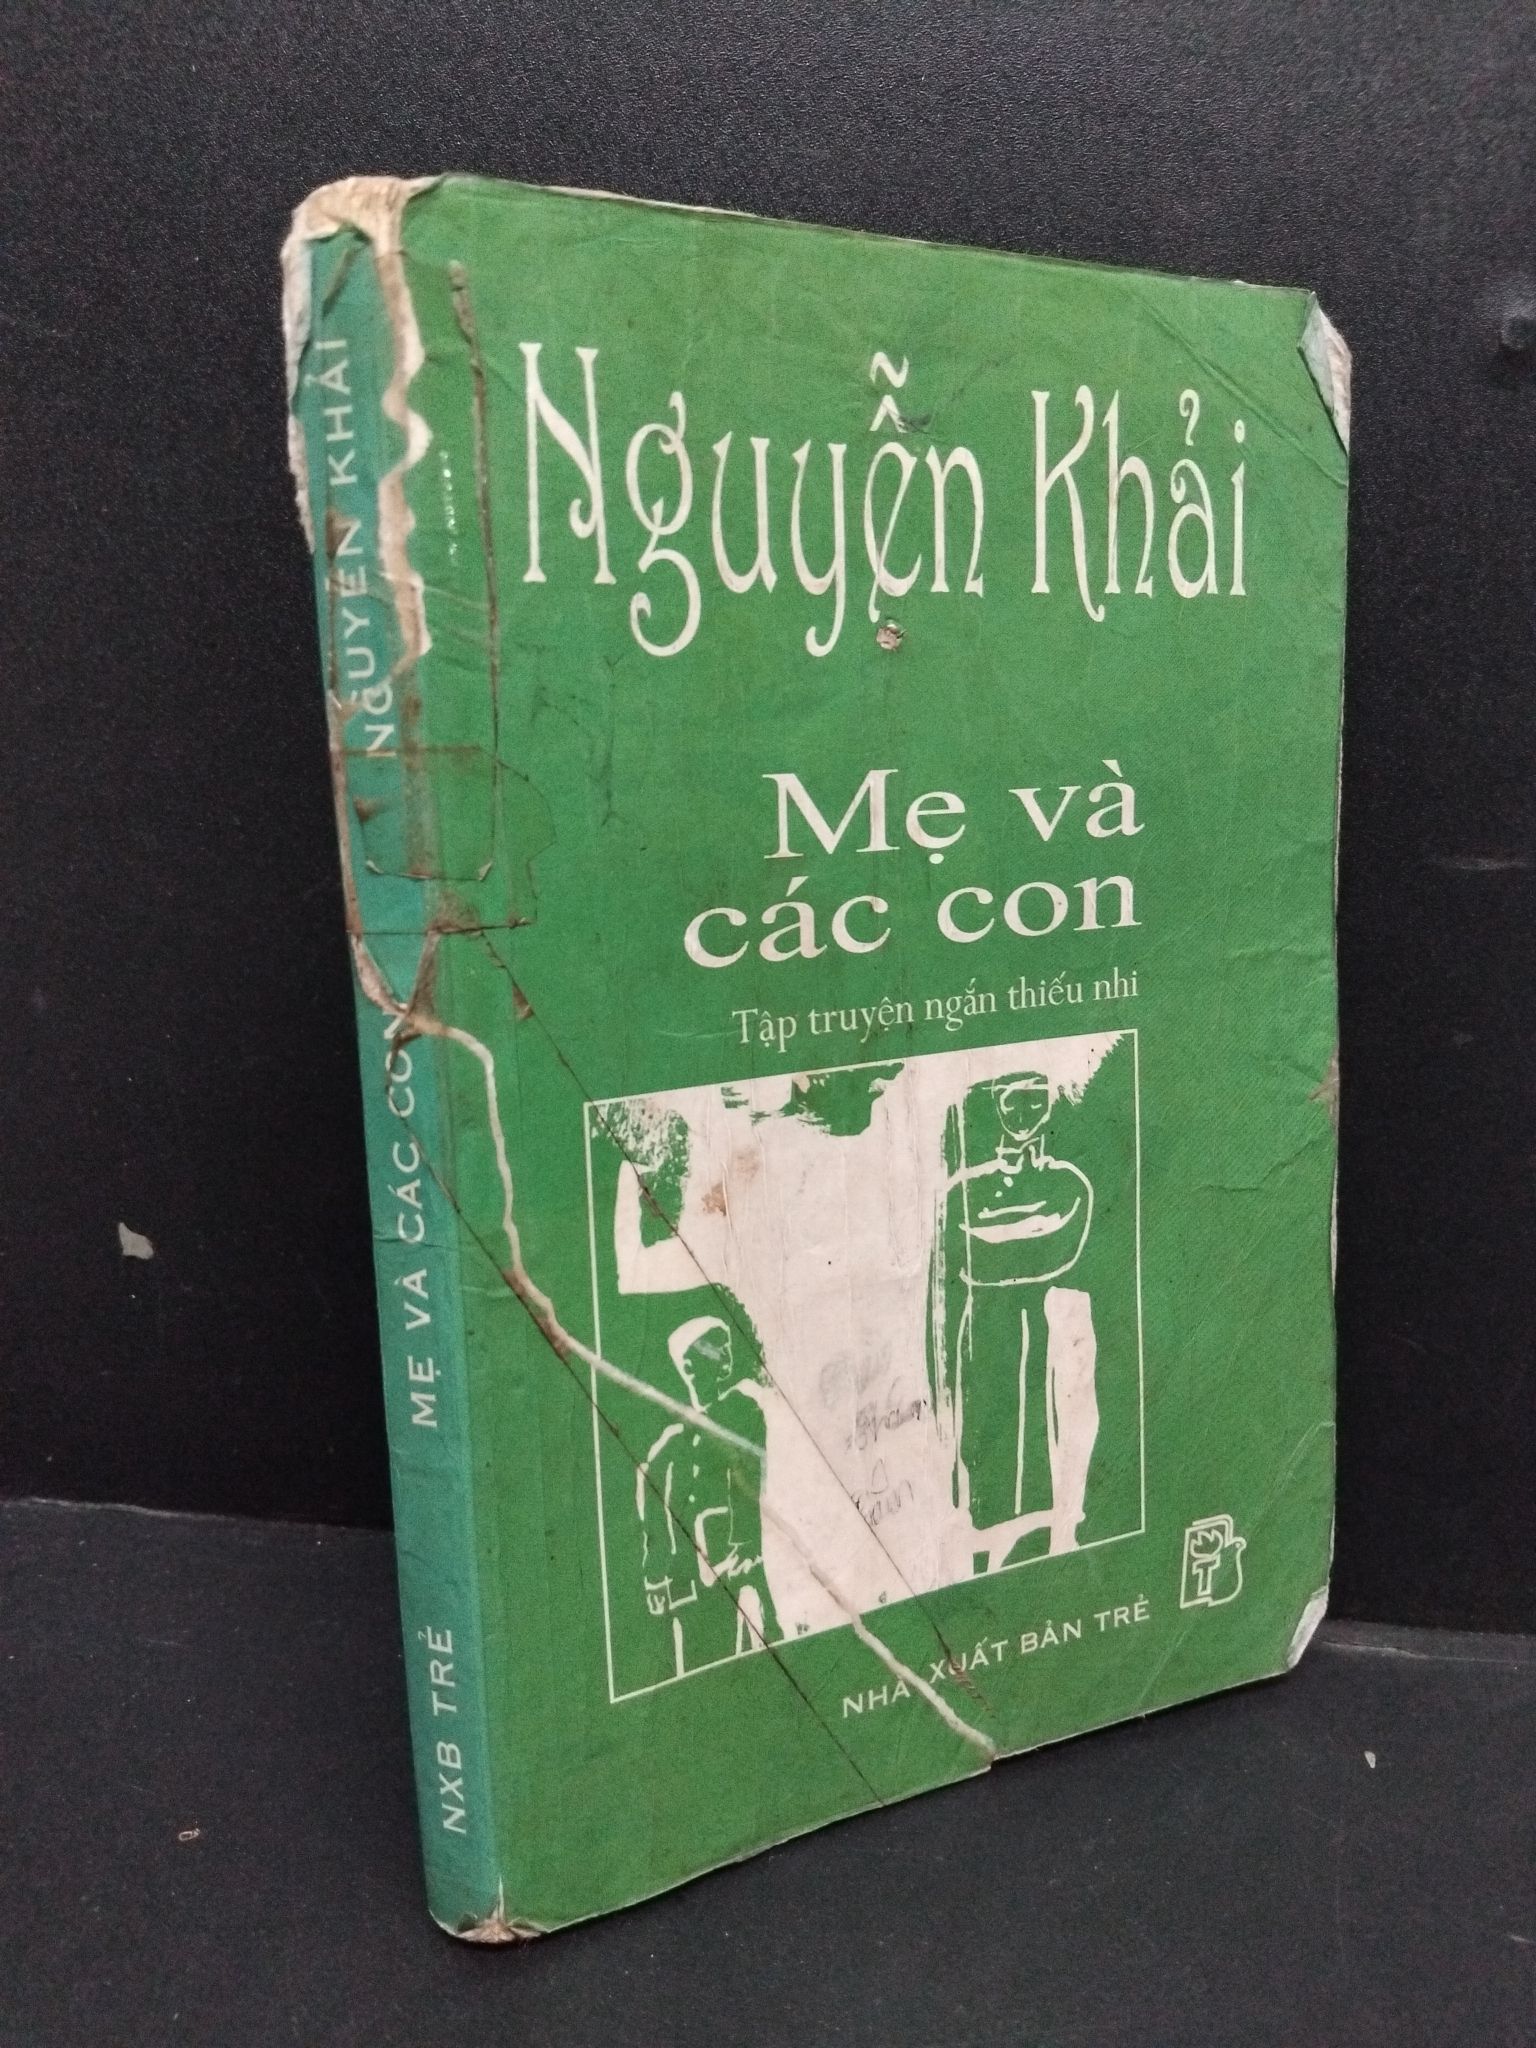 Nguyễn Khải
Mẹ và
các con
Tập truyện ngắn thiếu nhi
NHÀ XUẤT BẢN TRẺ
T
NGUYỄN KHẢI
MẸ VÀ CÁC CON
NXB TRẺ